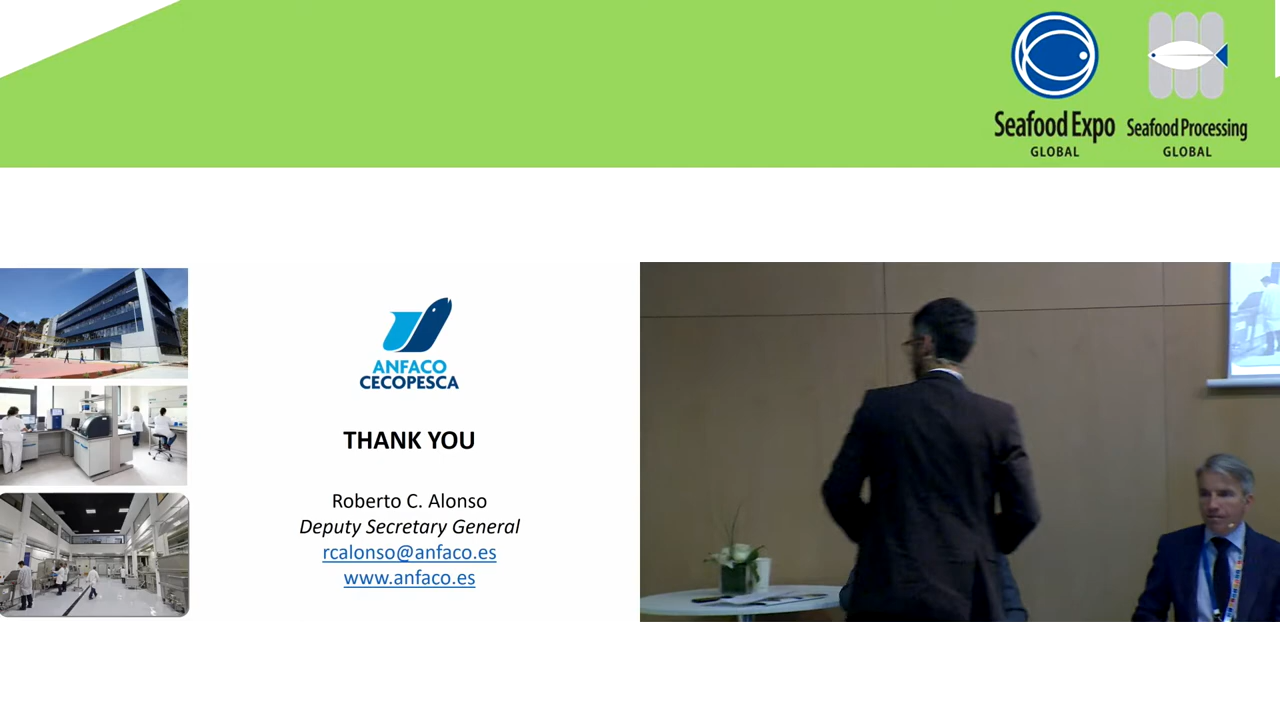 Seafood Expo
GLOBAL
Seafood Processing
GLOBAL
ANFACO
CECOPESCA
THANK YOU
Roberto C. Alonso
Deputy Secretary General
rcalonso@anfaco.es
www.anfaco.es